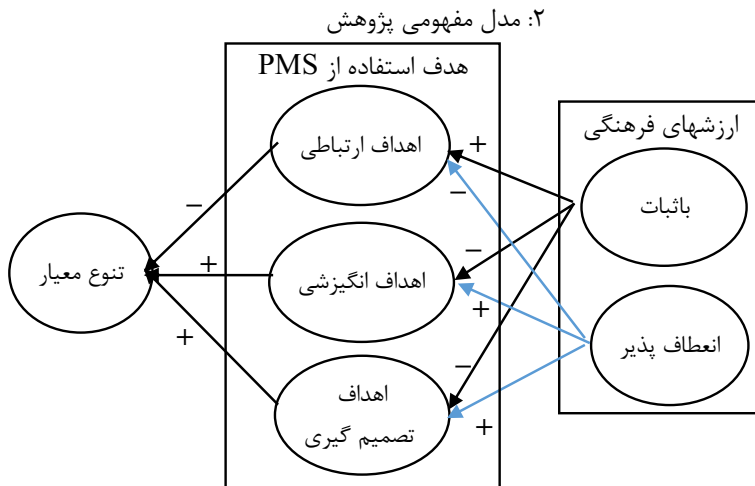 ۲: مدل مفهومی پژوهش
هدف استفاده از PMS
ارزشهای فرهنگی
اهداف ارتباطی
+
باثبات
–
–
–
تنوع معیار
+
اهداف انگیزشی
+
انعطاف پذیر
+
–
اهداف
تصمیم گیری
+